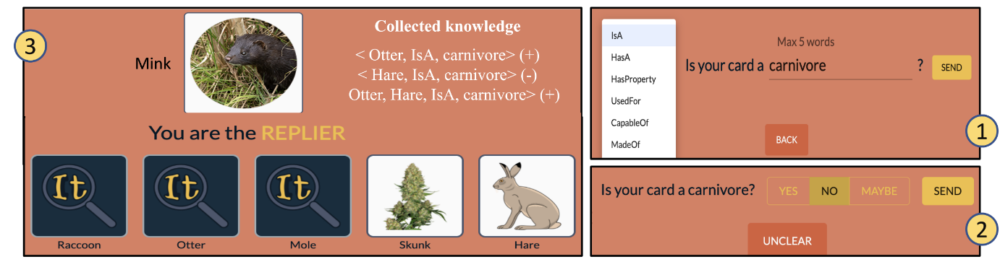 3
Mink
Collected knowledge
< Otter, IsA, carnivore> (+)
< Hare, IsA, carnivore> (-)
Otter, Hare, IsA, carnivore> (+)
You are the REPLIER
It It It
Raccoon Otter Mole Skunk Hare
1
IsA
HasA
HasProperty
UsedFor
CapableOf
MadeOf
Max 5 words
Is your card a carnivore ? SEND
BACK
2
Is your card a carnivore? YES NO MAYBE SEND
UNCLEAR